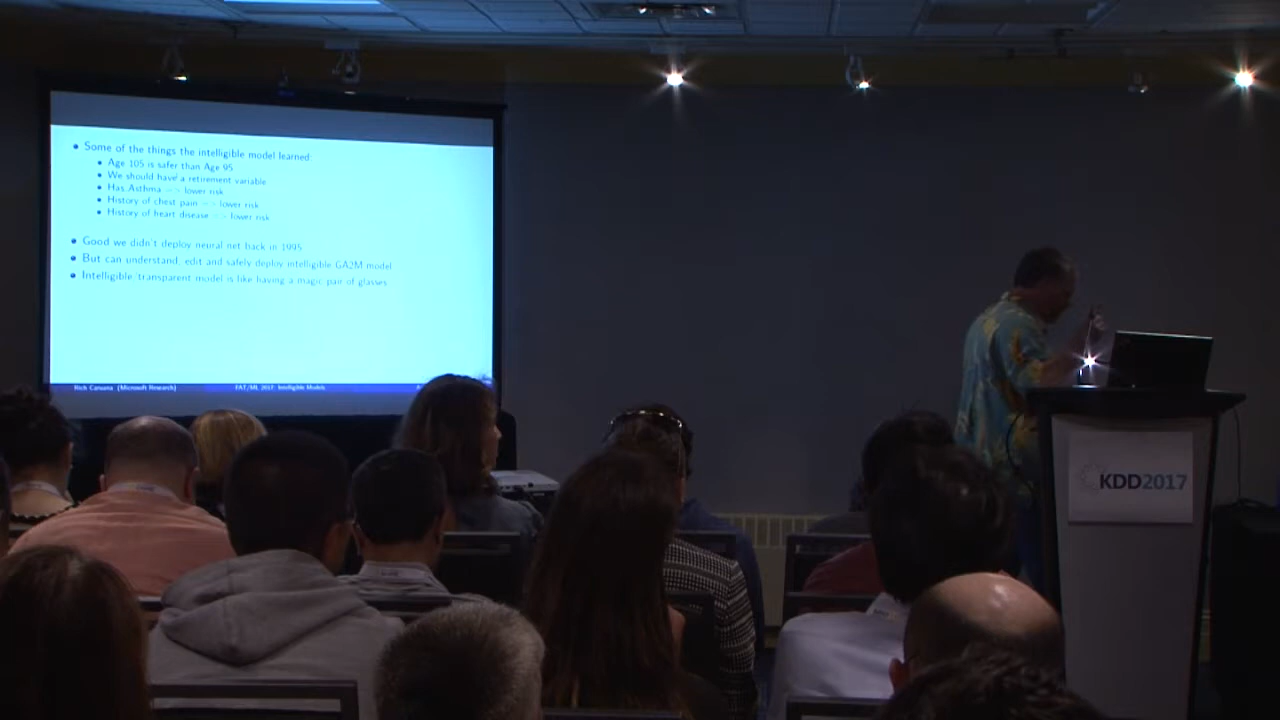 • Some of the things the intelligible model learned:
• Age 105 is safer than Age 95
• We should have a retirement variable
• Has Asthma => lower risk
• History of chest pain => lower risk
• History of heart disease => lower risk
• Good we didn't deploy neural net back in 1995
• But can understand, edit and safely deploy intelligible GA2M model
• Intelligible/transparent model is like having a magic pair of glasses
Rich Caruana (Microsoft Research) FAT/ML 2017: Intelligible Models
KDD2017